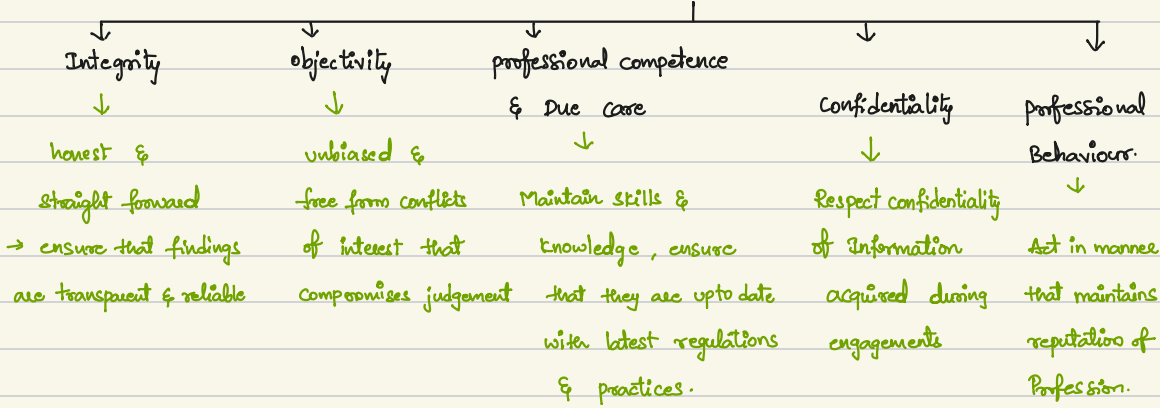 Integrity
honest &
straight forward
→ ensure that findings
are transparent & reliable
objectivity
unbiased &
free from conflicts
of interest that
compromises judgement
professional competence
& Due care
Maintain skills &
knowledge, ensure
that they are upto date
with latest regulations
& practices.
Confidentiality
Respect confidentiality
of Information
acquired during
engagements
professional
Behaviour.
Act in manner
that maintains
reputation of
Profession.